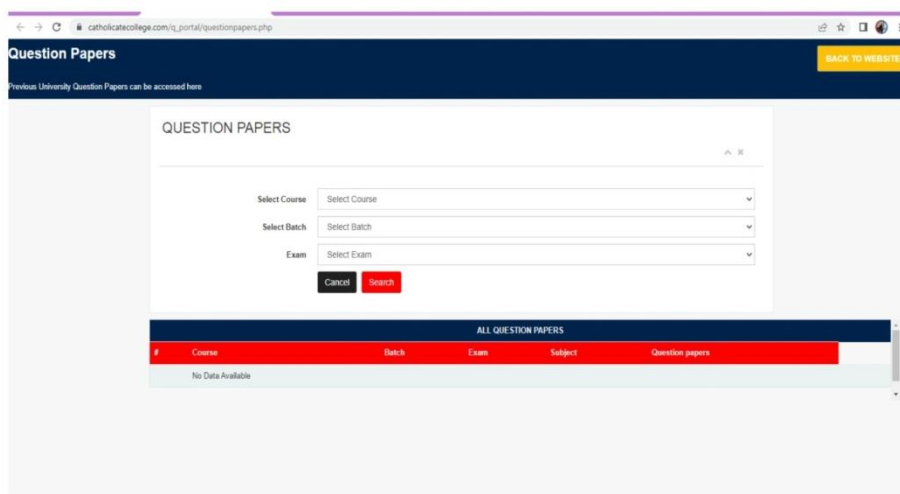 catholicatecollege.com/q_portal/questionpapers.php
Question Papers
BACK TO WEBSITE
Previous University Question Papers can be accessed here
QUESTION PAPERS
Select Course Select Course
Select Batch Select Batch
Exam Select Exam
Cancel Search
ALL QUESTION PAPERS
# Course Batch Exam Subject Question papers
No Data Available